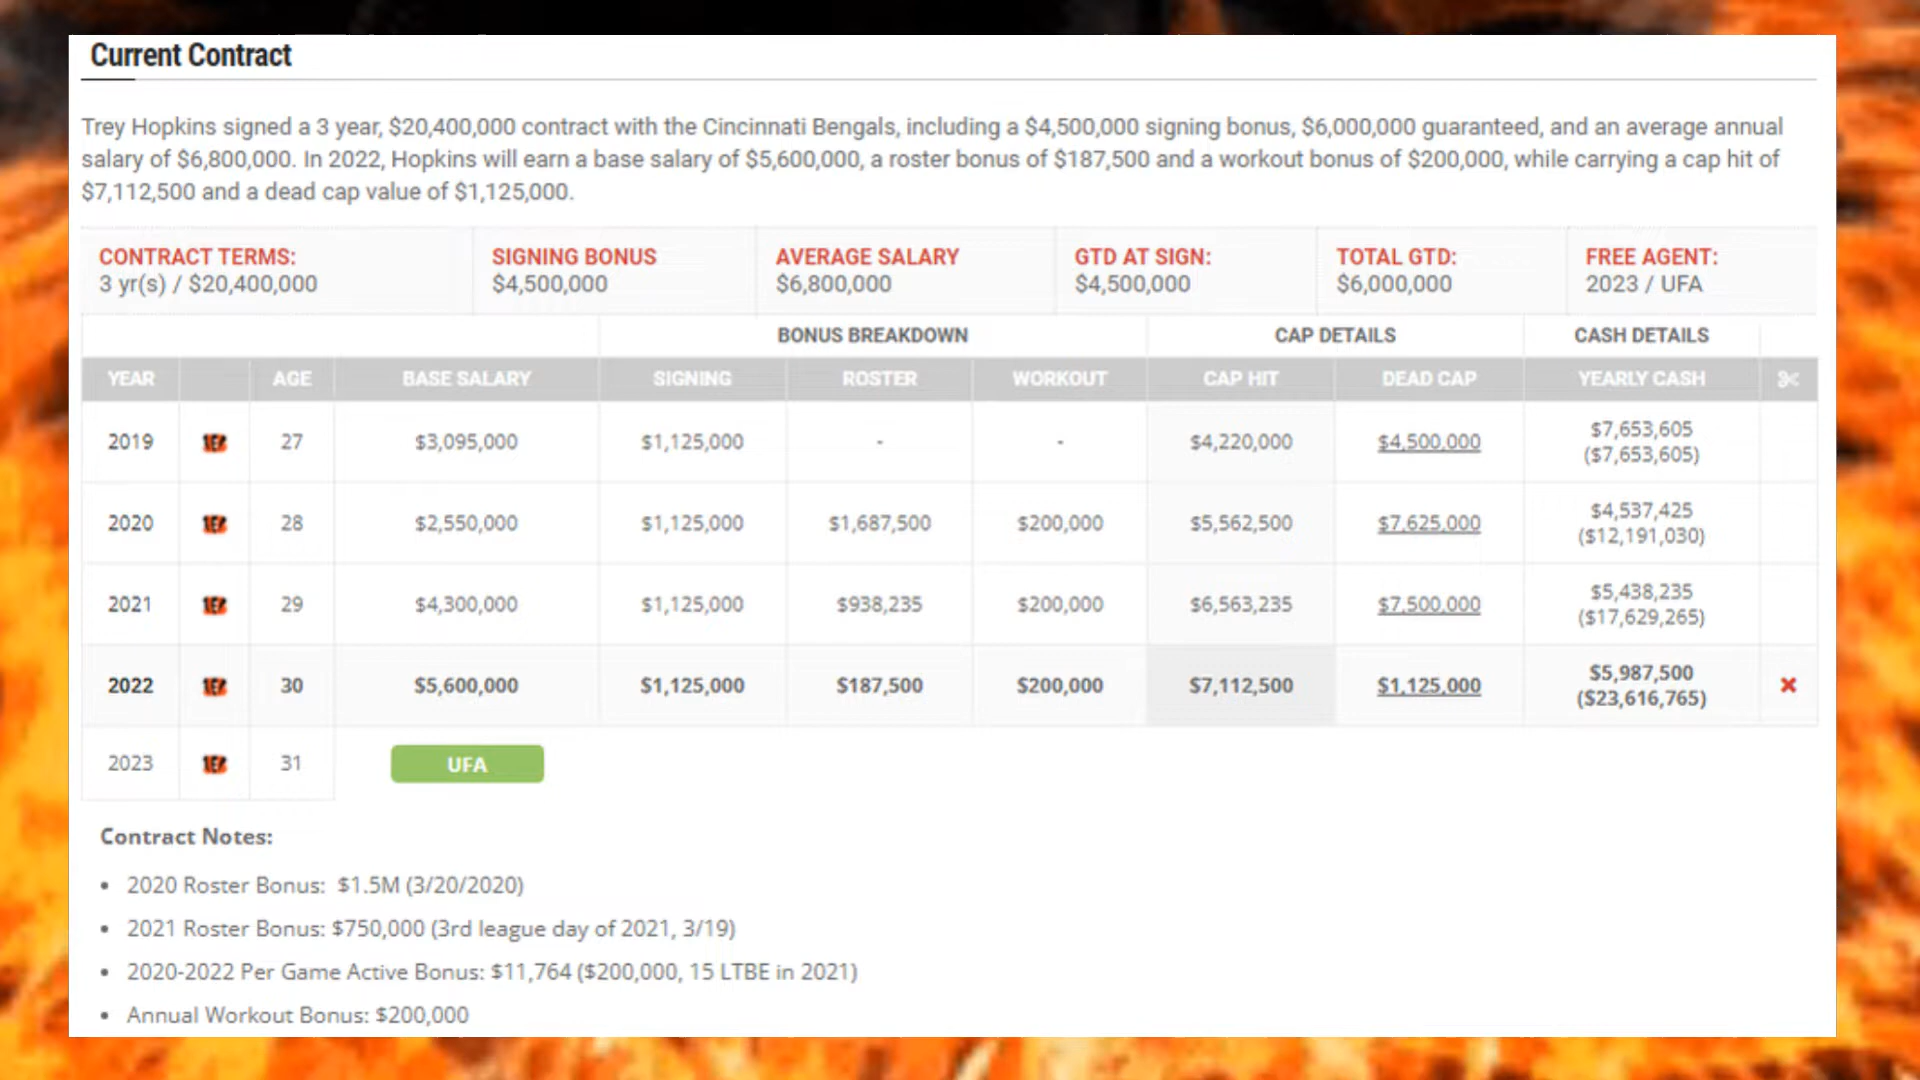 Current Contract
Trey Hopkins signed a 3 year, $20,400,000 contract with the Cincinnati Bengals, including a $4,500,000 signing bonus, $6,000,000 guaranteed, and an average annual
salary of $6,800,000. In 2022, Hopkins will earn a base salary of $5,600,000, a roster bonus of $187,500 and a workout bonus of $200,000, while carrying a cap hit of
$7,112,500 and a dead cap value of $1,125,000.
CONTRACT TERMS: SIGNING BONUS AVERAGE SALARY GTD AT SIGN: TOTAL GTD: FREE AGENT:
3 yr(s) / $20,400,000 $4,500,000 $6,800,000 $4,500,000 $6,000,000 2023 / UFA
BONUS BREAKDOWN CAP DETAILS CASH DETAILS
YEAR AGE BASE SALARY SIGNING ROSTER WORKOUT CAP HIT DEAD CAP YEARLY CASH
2019 27 $3,095,000 $1,125,000 - - $4,220,000 $4,500,000 $7,653,605
($7,653,605)
2020 28 $2,550,000 $1,125,000 $1,687,500 $200,000 $5,562,500 $7,625,000 $4,537,425
($12,191,030)
2021 29 $4,300,000 $1,125,000 $938,235 $200,000 $6,563,235 $7,500,000 $5,438,235
($17,629,265)
2022 30 $5,600,000 $1,125,000 $187,500 $200,000 $7,112,500 $1,125,000 $5,987,500
($23,616,765)
2023 31 UFA
Contract Notes:
• 2020 Roster Bonus: $1.5M (3/20/2020)
• 2021 Roster Bonus: $750,000 (3rd league day of 2021, 3/19)
• 2020-2022 Per Game Active Bonus: $11,764 ($200,000, 15 LTBE in 2021)
• Annual Workout Bonus: $200,000